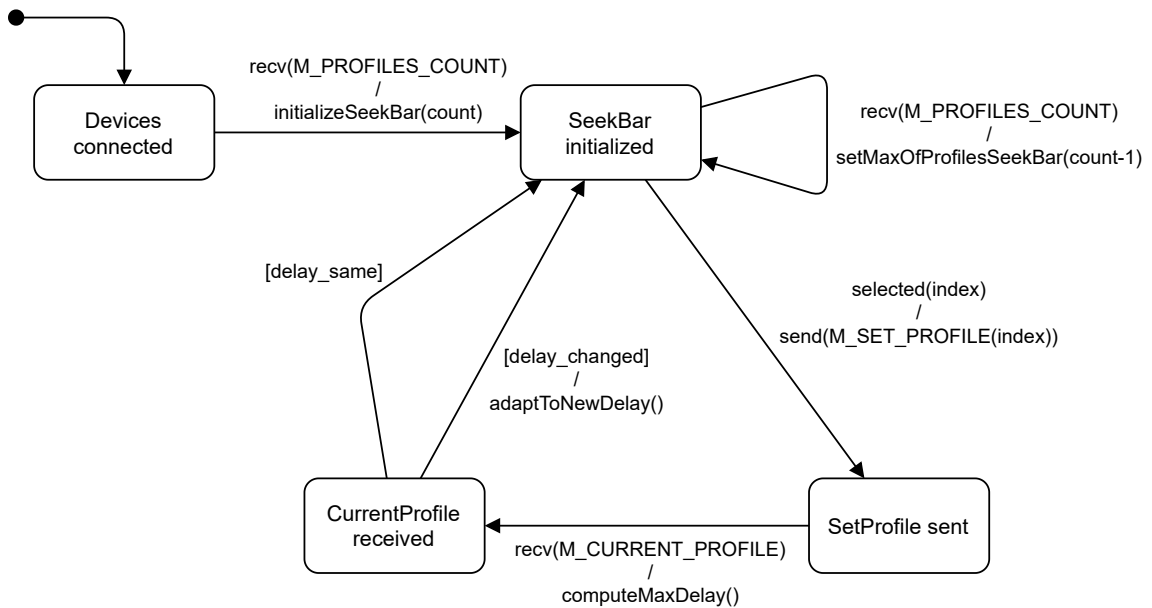 recv(M_PROFILES_COUNT)
/
initializeSeekBar(count)
Devices
connected
SeekBar
initialized
recv(M_PROFILES_COUNT)
/
setMaxOfProfilesSeekBar(count-1)
[delay_same]
selected(index)
/
send(M_SET_PROFILE(index))
[delay_changed]
/
adaptToNewDelay()
CurrentProfile
received
SetProfile sent
recv(M_CURRENT_PROFILE)
/
computeMaxDelay()